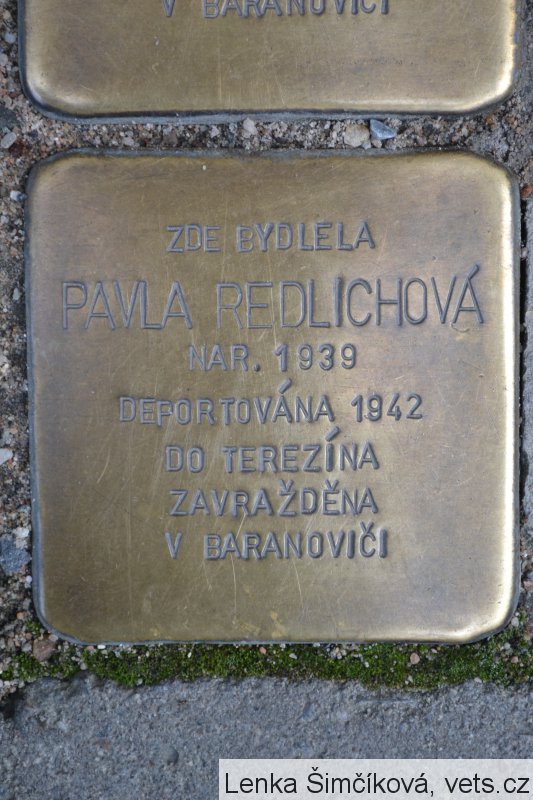 V BARANOVIČI
ZDE BYDLELA
PAVLA REDLICHOVÁ
NAR. 1939
DEPORTOVÁNA 1942
DO TEREZÍNA
ZAVRAŽDĚNA
V BARANOVIČI
Lenka Šimčíková, vets.cz